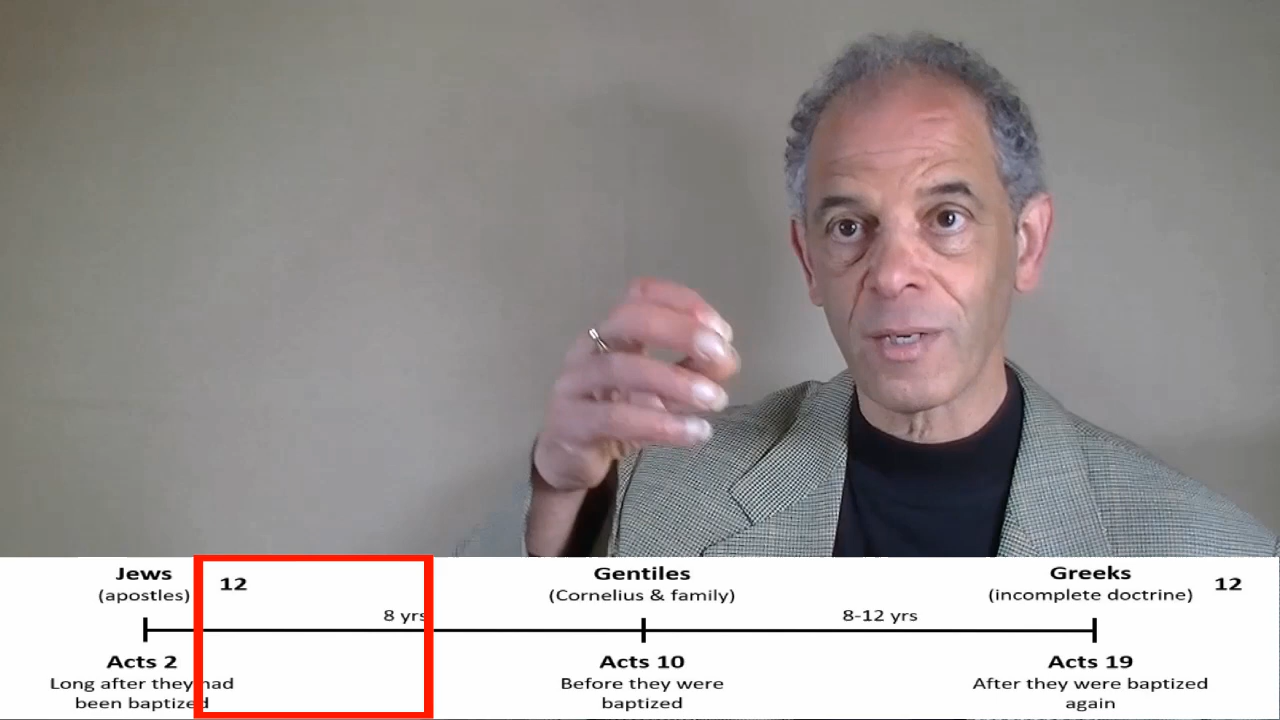 Jews
(apostles)
12
8 yrs
Acts 2
Long after they had
been baptized
Gentiles
(Cornelius & family)
8-12 yrs
Acts 10
Before they were
baptized
Greeks
(incomplete doctrine)
12
Acts 19
After they were baptized
again